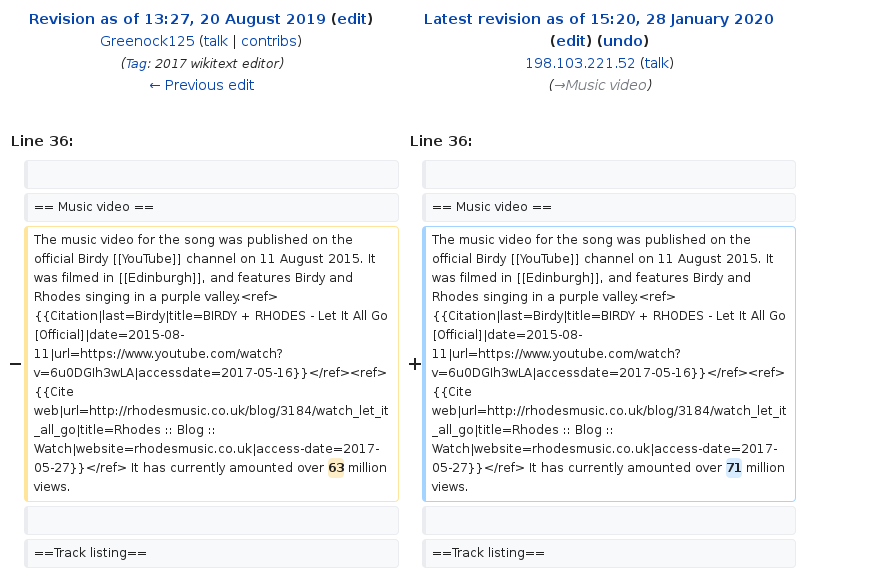 Revision as of 13:27, 20 August 2019 (edit)
Greenock125 (talk | contribs)
(Tag: 2017 wikitext editor)
← Previous edit
Latest revision as of 15:20, 28 January 2020
(edit) (undo)
198.103.221.52 (talk)
(→Music video)
Line 36:
Line 36:
== Music video ==
== Music video ==
−
The music video for the song was published on the
official Birdy [[YouTube]] channel on 11 August 2015. It
was filmed in [[Edinburgh]], and features Birdy and
Rhodes singing in a purple valley.<ref>
{{Citation|last=Birdy|title=BIRDY + RHODES - Let It All Go
[Official]|date=2015-08-
11|url=https://www.youtube.com/watch?
v=6u0DGIh3wLA|accessdate=2017-05-16}}</ref><ref>
{{Cite
web|url=http://rhodesmusic.co.uk/blog/3184/watch_let_it
_all_go|title=Rhodes :: Blog ::
Watch|website=rhodesmusic.co.uk|access-date=2017-
05-27}}</ref> It has currently amounted over 63 million
views.
+
The music video for the song was published on the
official Birdy [[YouTube]] channel on 11 August 2015. It
was filmed in [[Edinburgh]], and features Birdy and
Rhodes singing in a purple valley.<ref>
{{Citation|last=Birdy|title=BIRDY + RHODES - Let It All Go
[Official]|date=2015-08-
11|url=https://www.youtube.com/watch?
v=6u0DGIh3wLA|accessdate=2017-05-16}}</ref><ref>
{{Cite
web|url=http://rhodesmusic.co.uk/blog/3184/watch_let_it
_all_go|title=Rhodes :: Blog ::
Watch|website=rhodesmusic.co.uk|access-date=2017-
05-27}}</ref> It has currently amounted over 71 million
views.
==Track listing==
==Track listing==